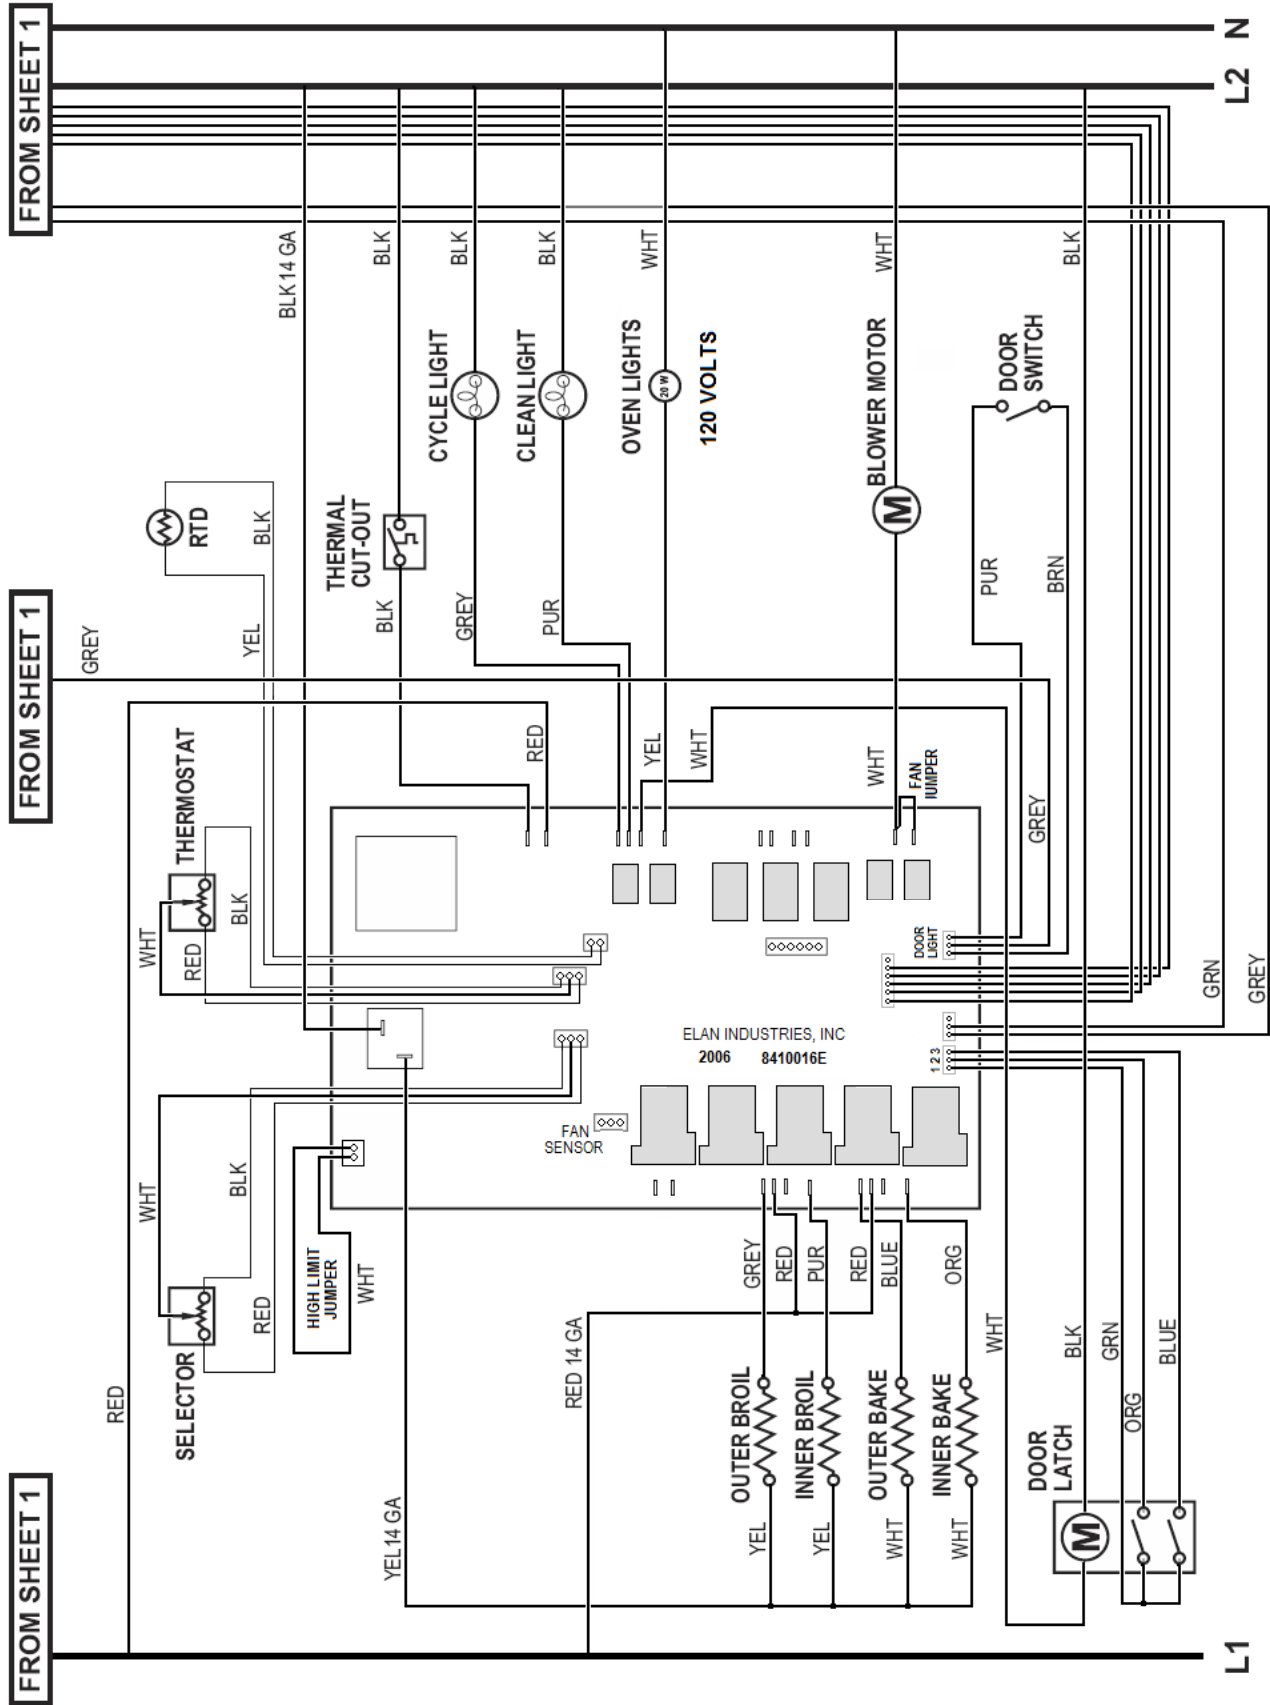 FROM SHEET 1
FROM SHEET 1
FROM SHEET 1
N
L2
L1
BLK14 GA
BLK
BLK
BLK
WHT
WHT
BLK
CYCLE LIGHT
CLEAN LIGHT
OVEN LIGHTS
20 W
120 VOLTS
BLOWER MOTOR
M
DOOR
SWITCH
RTD
BLK
YEL
GREY
THERMAL
CUT-OUT
BLK
GREY
PUR
PUR
BRN
THERMOSTAT
WHT
RED
BLK
RED
YEL
WHT
WHT
FAN
GREY
DOOR
LIGHT
GRN
GREY
ELAN INDUSTRIES, INC
2006 8410016E
1 2 3
FAN
SENSOR
WHT
BLK
RED
SELECTOR
RED
HIGH LIMIT
JUMPER
WHT
GREY
RED
PUR
RED
BLUE
ORG
RED 14 GA
YEL14 GA
OUTER BROIL
INNER BROIL
OUTER BAKE
INNER BAKE
YEL
YEL
WHT
WHT
WHT
BLK
GRN
ORG
BLUE
DOOR
LATCH
M